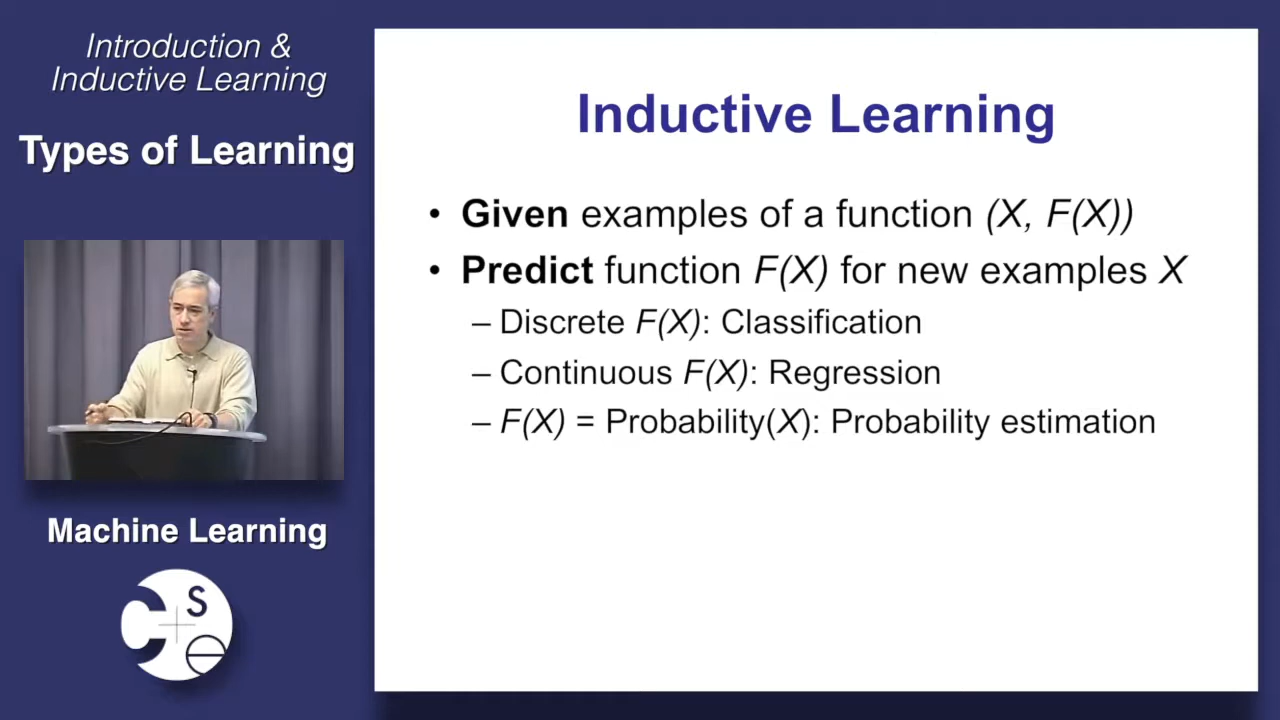 Introduction &
Inductive Learning
Types of Learning
Machine Learning
C S e
Inductive Learning
• Given examples of a function (X, F(X))
• Predict function F(X) for new examples X
– Discrete F(X): Classification
– Continuous F(X): Regression
– F(X) = Probability(X): Probability estimation